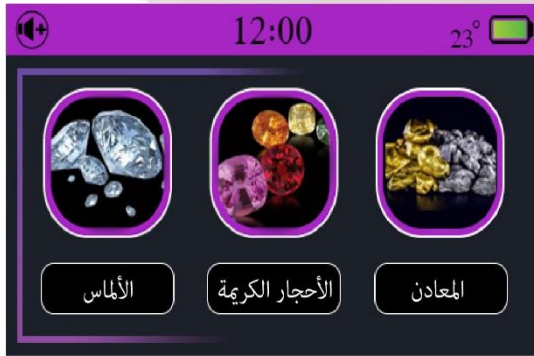 12:00
23°
المعادن
الأحجار الكريمة
الألماس